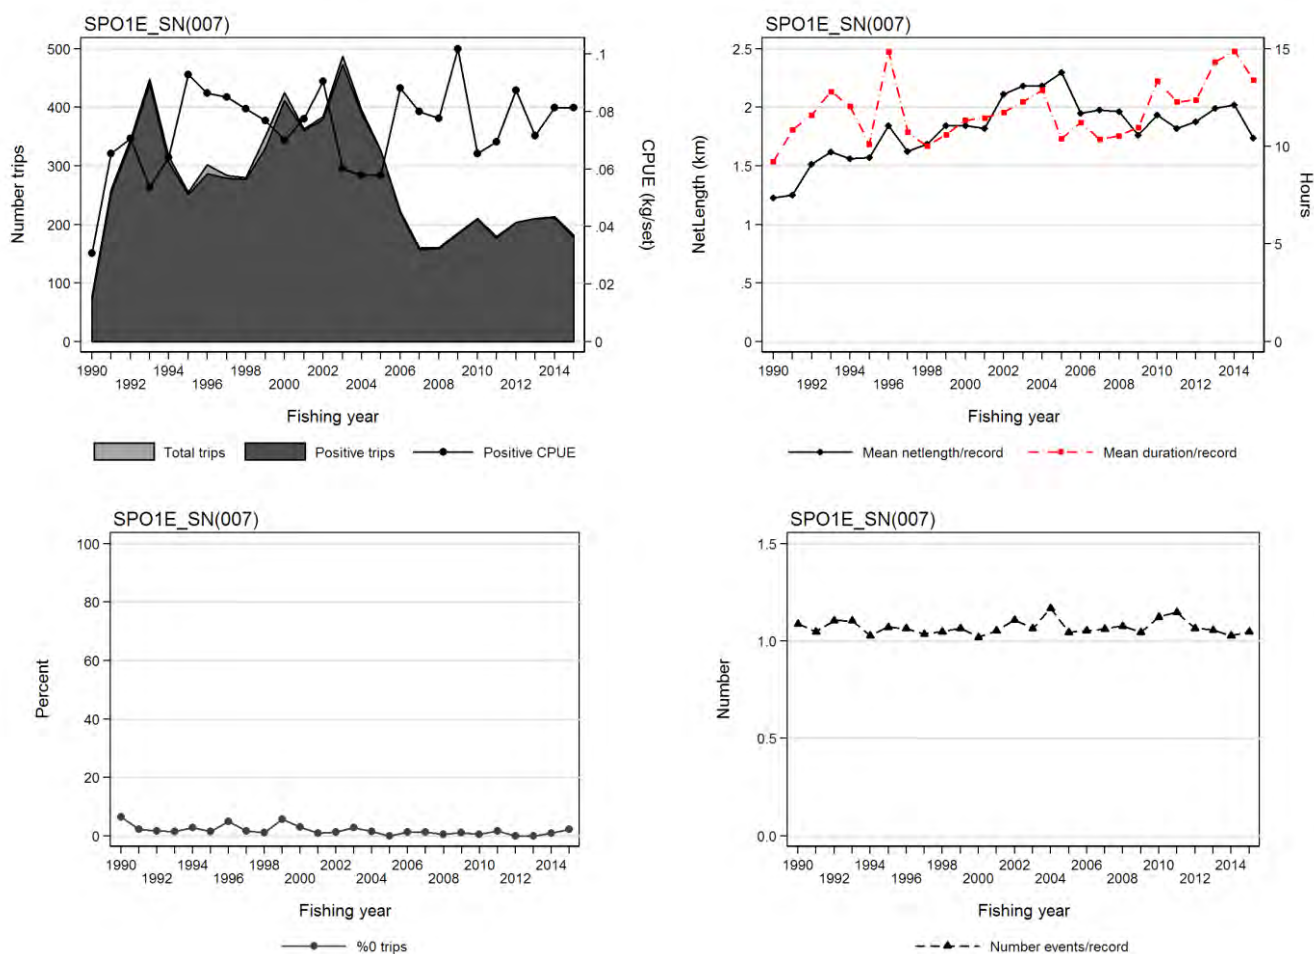 SPO1E_SN(007)
500
400
300
200
100
0
Number trips
.1
.08
.06
.04
.02
0
CPUE (kg/set)
1990 1994 1996 1998 2002 2006 2010 2014
1992 1994 1996 2000 2004 2008 2012
Fishing year
Total trips Positive trips Positive CPUE
SPO1E_SN(007)
2.5
2
1.5
1
.5
0
NetLength (km)
15
10
5
0
Hours
1990 1994 1998 2002 2006 2010 2014
1992 1996 2000 2004 2008 2012
Fishing year
Mean netlength/record Mean duration/record
SPO1E_SN(007)
100
80
60
40
20
0
Percent
1990 1994 1998 2002 2006 2010 2014
1992 1996 2000 2004 2008 2012
Fishing year
%0 trips
SPO1E_SN(007)
1.5
1.0
0.5
0.0
Number
1990 1994 1998 2002 2006 2010 2014
1992 1996 2000 2004 2008 2012
Fishing year
Number events/record